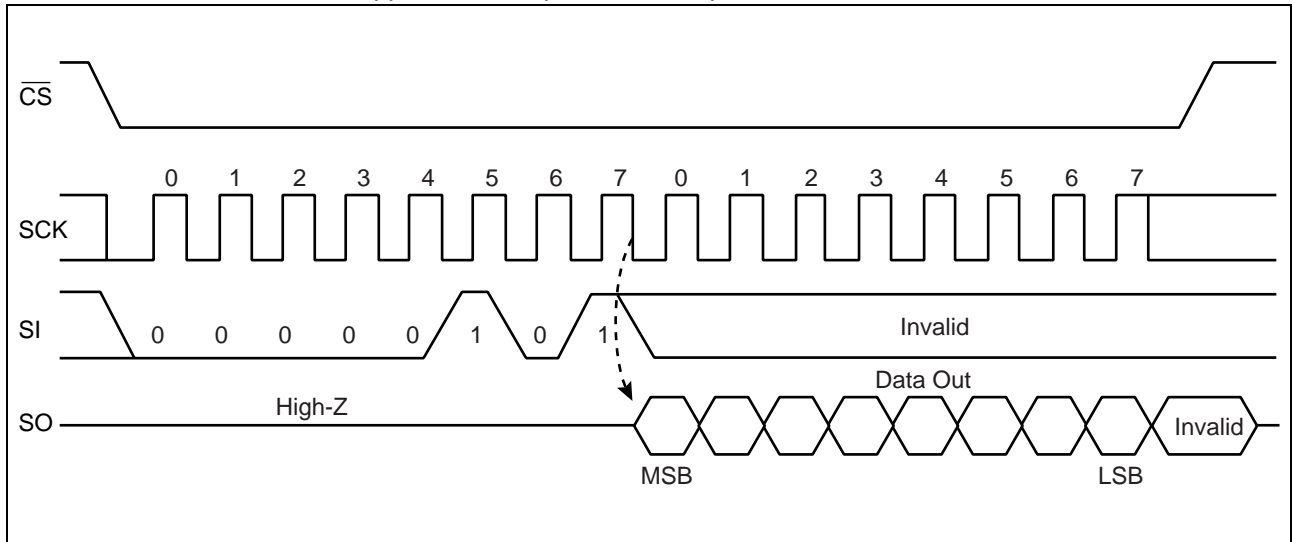 CS
0 1 2 3 4 5 6 7 0 1 2 3 4 5 6 7
SCK
SI 0 0 0 0 0 1 0 1 Invalid
Data Out
High-Z
SO Invalid
MSB LSB